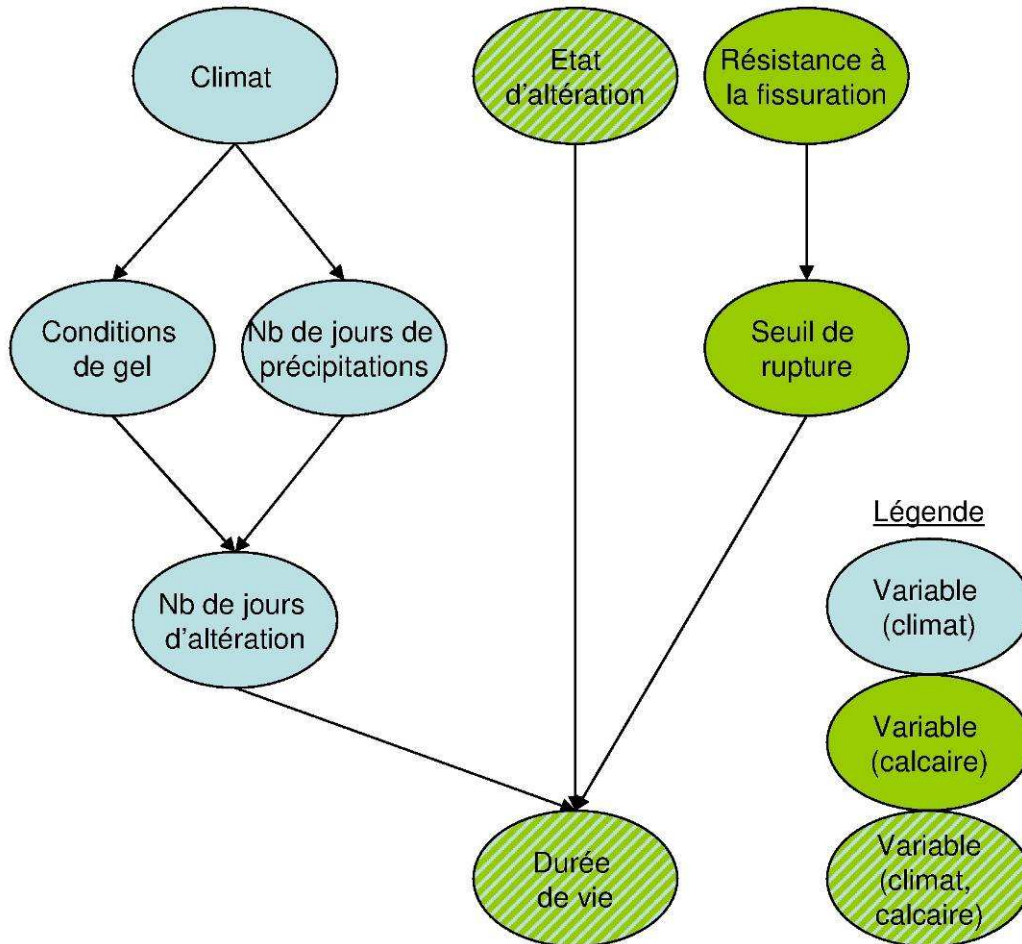 Climat
Etat
d'altération
Résistance à
la fissuration
Conditions
de gel
Nb de jours de
précipitations
Seuil de
rupture
Nb de jours
d'altération
Durée
de vie
Légende
Variable
(climat)
Variable
(calcaire)
Variable
(climat,
calcaire)